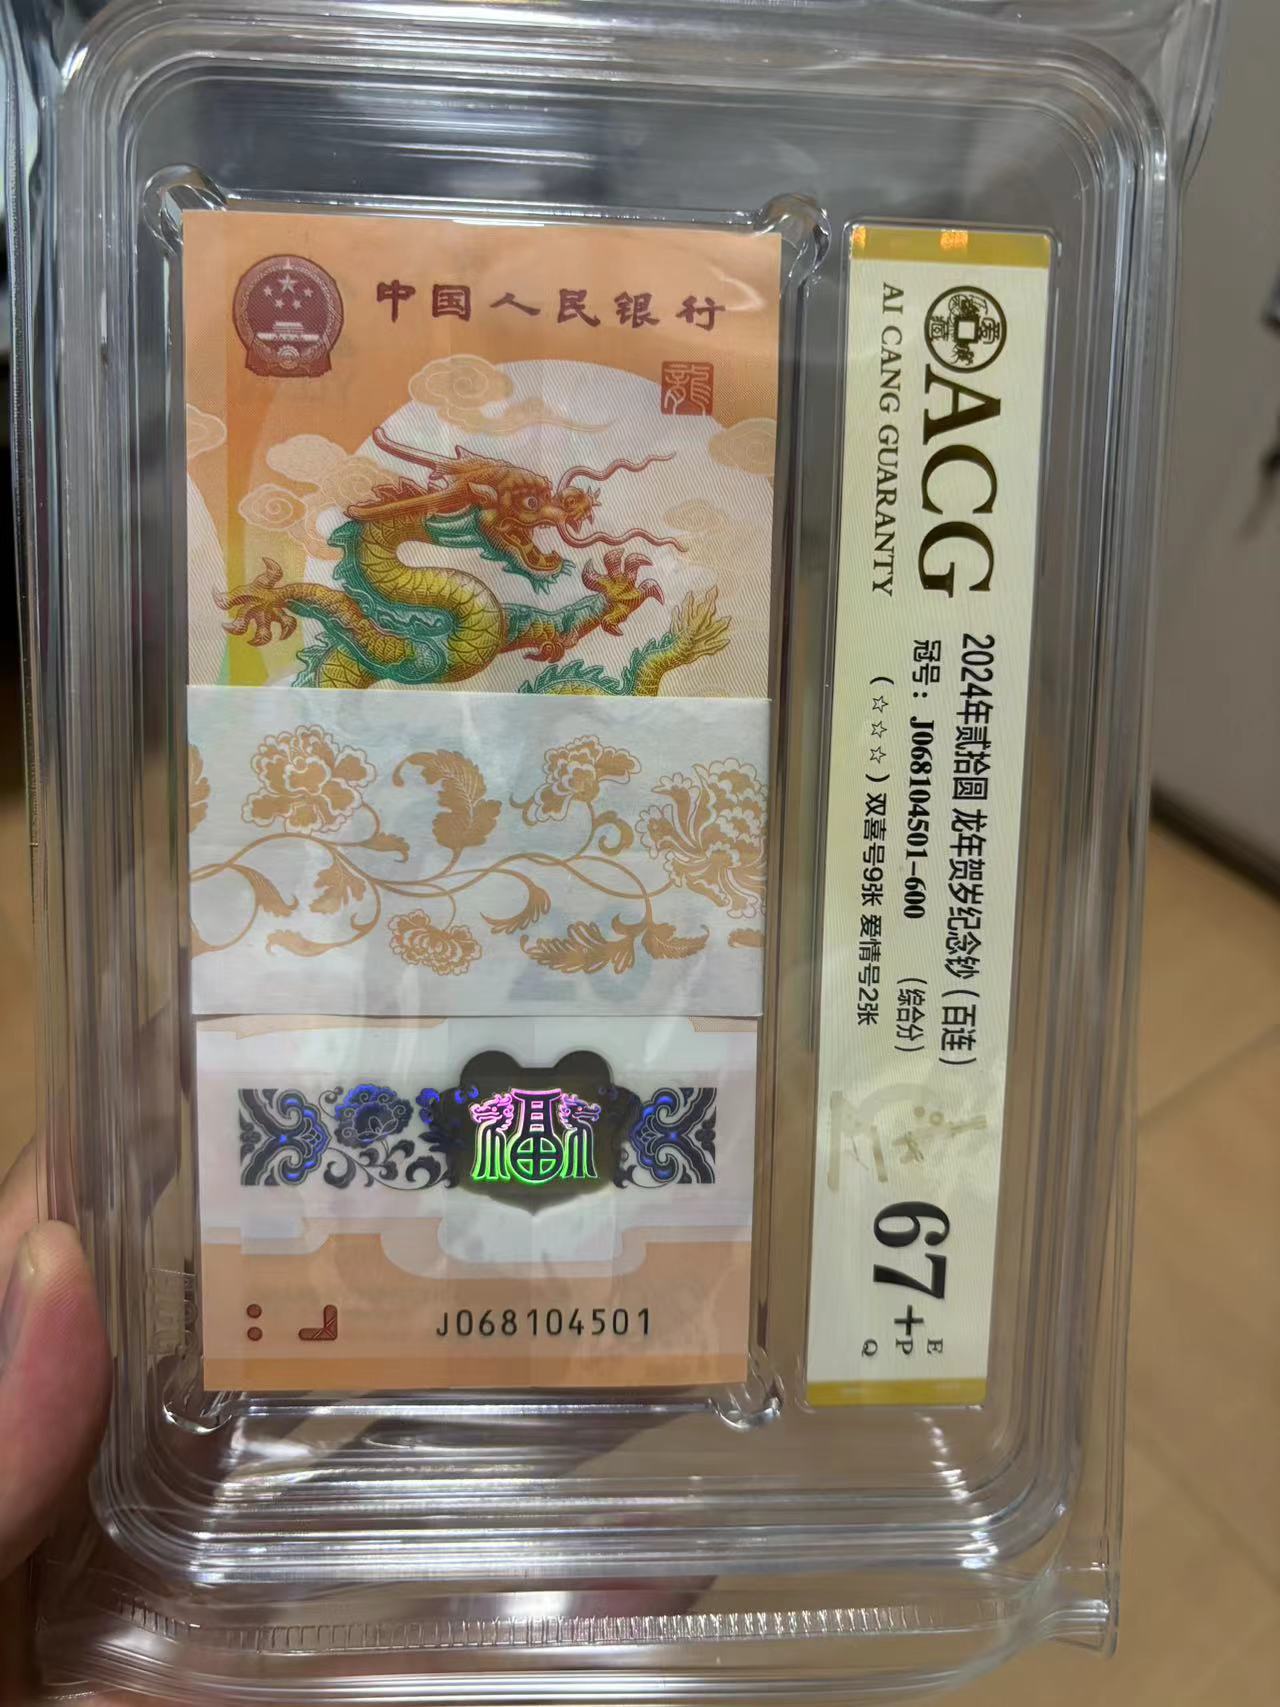 中国人民银行
龍
J068104501
ACG
AI CANG GUARANTY
2024年贰拾圆 龙年贺岁纪念钞（百连）
冠号：J068104501-600 （综合分）
（☆☆☆）双喜号9张 爱情号2张
67+
E
P
Q